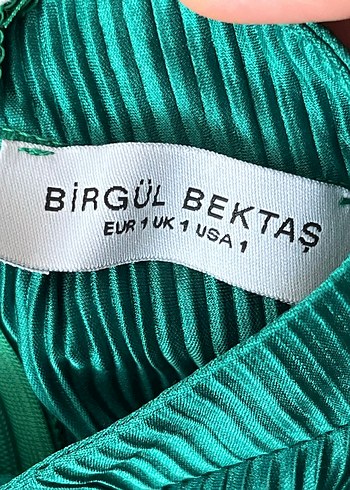 BİRGÜL BEKTAŞ
EUR 1 UK 1 USA 1